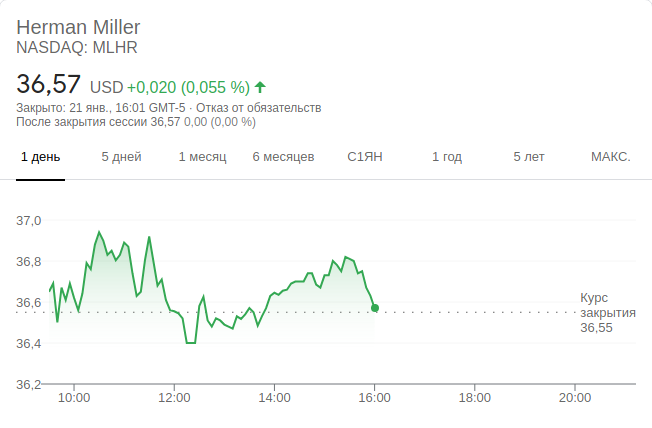 Herman Miller
NASDAQ: MLHR
36,57 USD +0,020 (0,055 %)
Закрыто: 21 янв., 16:01 GMT-5 · Отказ от обязательств
После закрытия сессии 36,57 0,00 (0,00 %)
1 день 5 дней 1 месяц 6 месяцев С1ЯН 1 год 5 лет МАКС.
37,0
36,8
36,6
36,4
36,2
Курс
закрытия
36,55
10:00 12:00 14:00 16:00 18:00 20:00